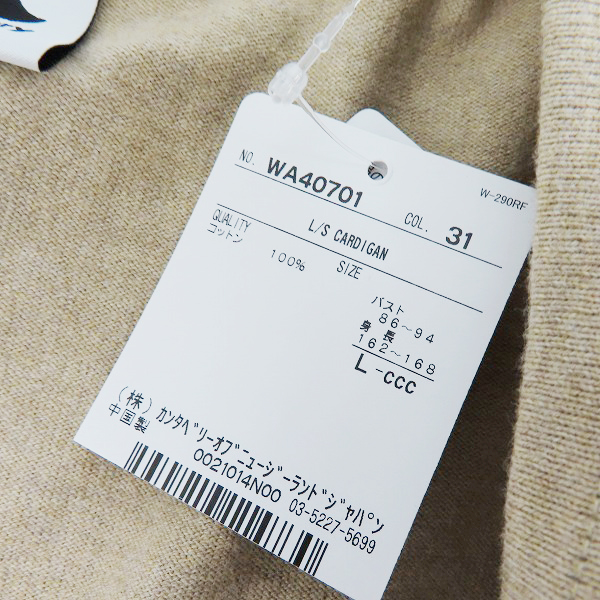 W-290RF
NO. WA40701 COL. 31
L/S CARDIGAN
QUALITY SIZE
コットン 100%
バスト
86〜94
身長
162〜168
L-CCC
(株)カンタベリーオブニュージーランドジャパン
中国製
0021014N00 03-5227-5699